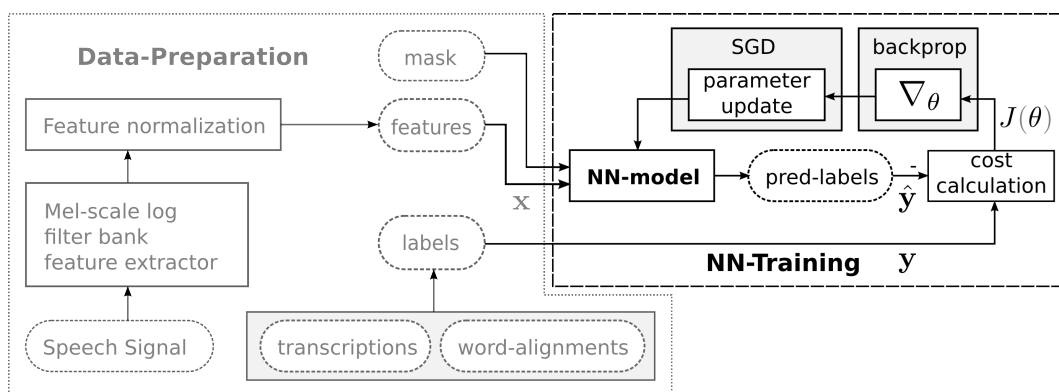 Data-Preparation
mask
Feature normalization
features
Mel-scale log
filter bank
feature extractor
labels
Speech Signal
transcriptions
word-alignments
SGD
backprop
parameter
update
∇θ
J(θ)
NN-model
pred-labels
-
cost
calculation
x
ŷ
NN-Training
y